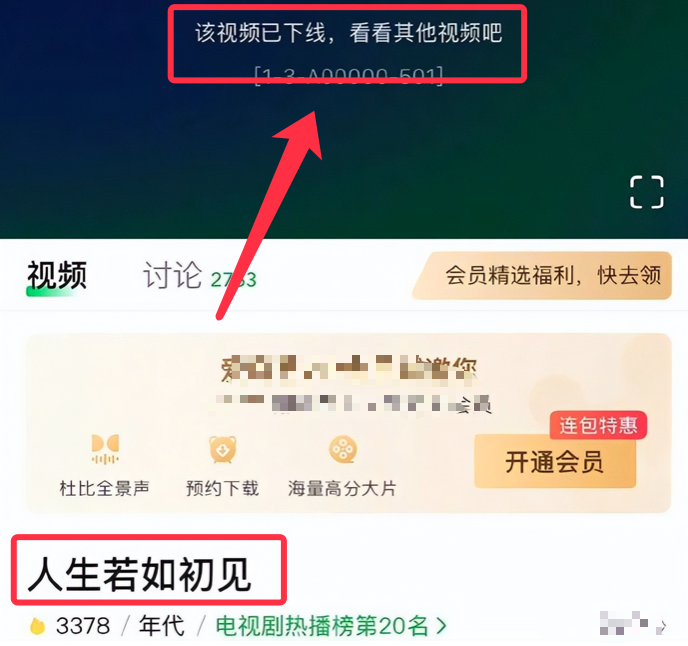 该视频已下线，看看其他视频吧
[1-3-A00000-501]
视频 讨论 2783 会员精选福利，快去领
邀你
会员
连包特惠
开通会员
杜比全景声 预约下载 海量高分大片
人生若如初见
3378 / 年代 / 电视剧热播榜第20名 >